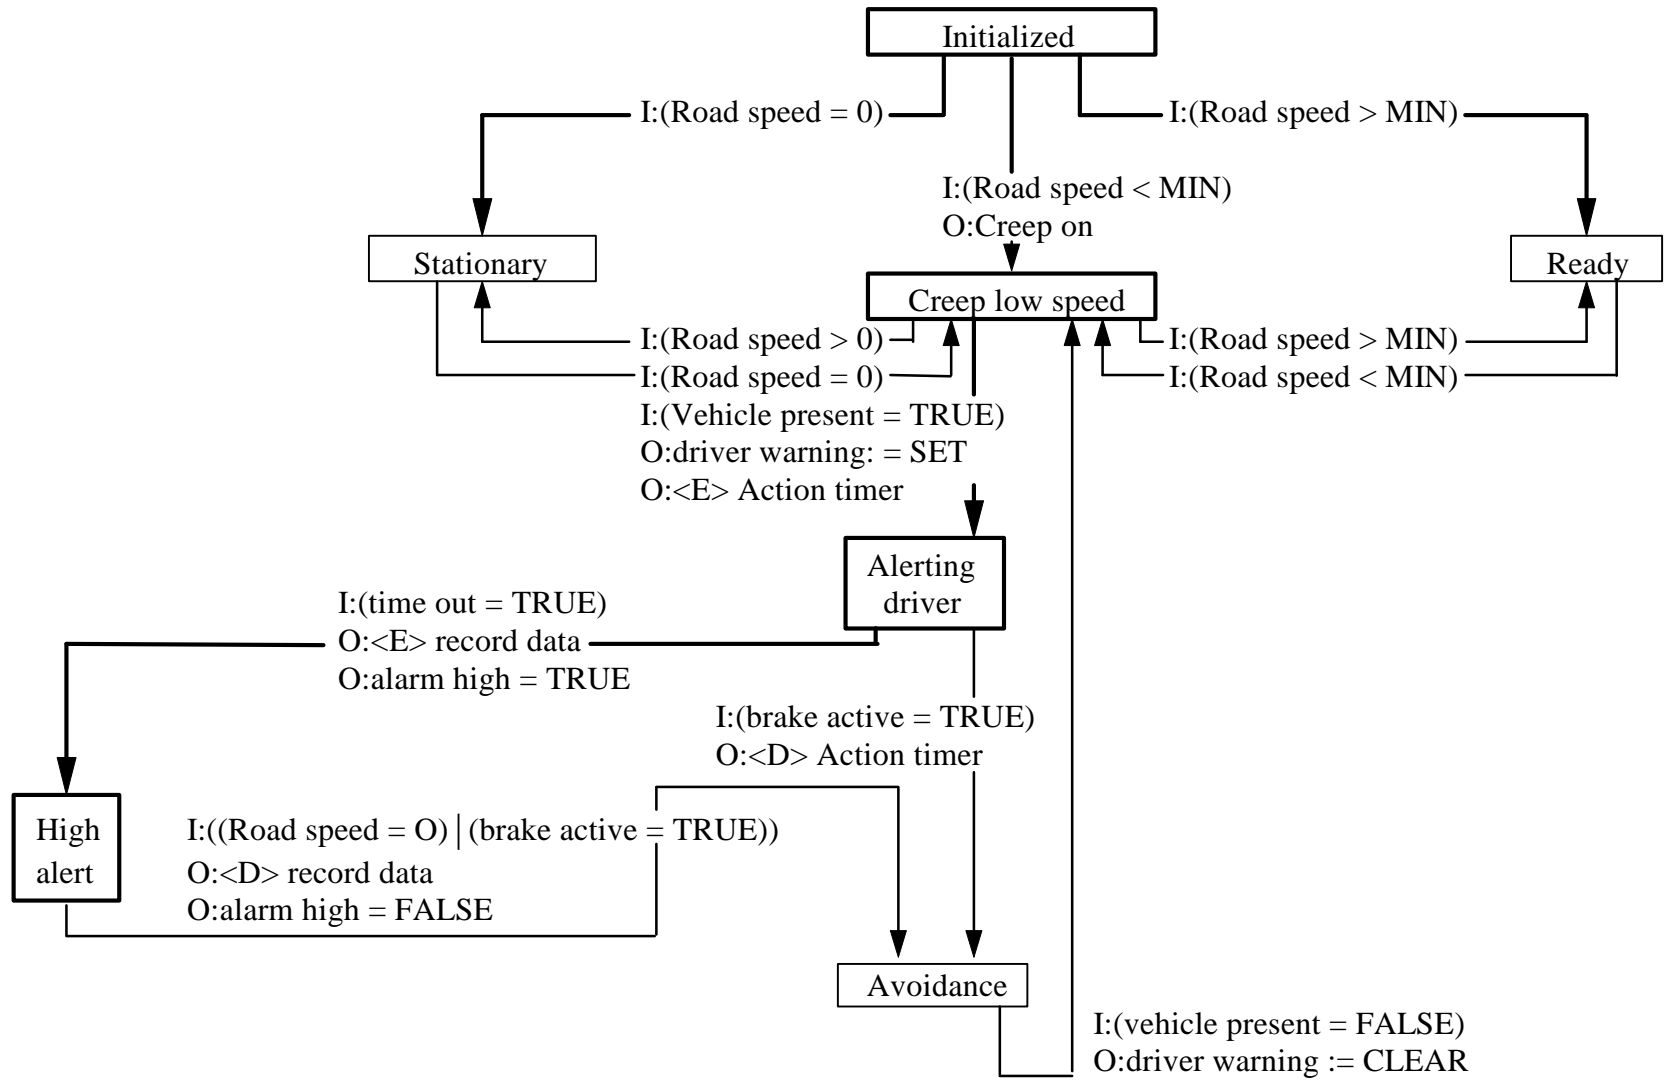 Initialized
I:(Road speed = 0)
I:(Road speed > MIN)
I:(Road speed < MIN)
O:Creep on
Stationary
Ready
Creep low speed
I:(Road speed > 0)
I:(Road speed > MIN)
I:(Road speed = 0)
I:(Road speed < MIN)
I:(Vehicle present = TRUE)
O:driver warning: = SET
O:<E> Action timer
Alerting
driver
I:(time out = TRUE)
O:<E> record data
O:alarm high = TRUE
I:(brake active = TRUE)
O:<D> Action timer
High
alert
I:((Road speed = O) | (brake active = TRUE))
O:<D> record data
O:alarm high = FALSE
Avoidance
I:(vehicle present = FALSE)
O:driver warning := CLEAR